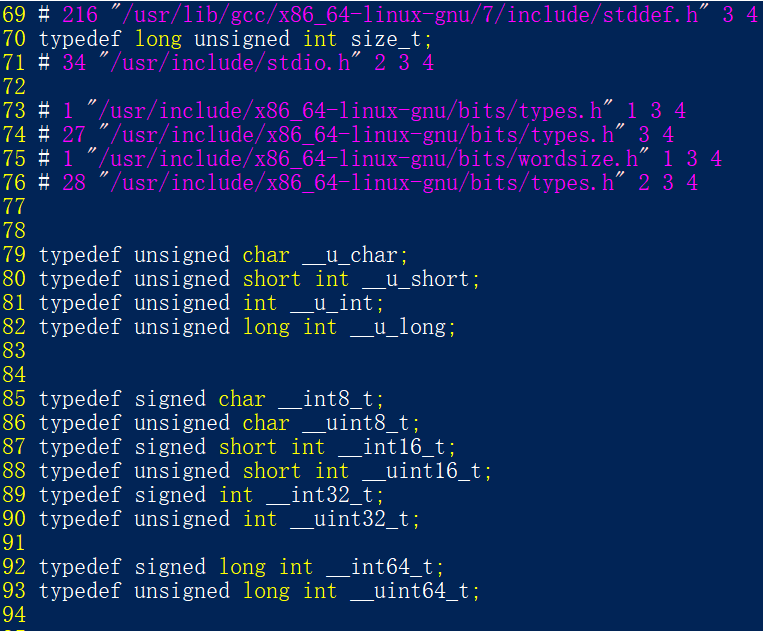 69 # 216 "/usr/lib/gcc/x86_64-linux-gnu/7/include/stddef.h" 3 4
70 typedef long unsigned int size_t;
71 # 34 "/usr/include/stdio.h" 2 3 4
72
73 # 1 "/usr/include/x86_64-linux-gnu/bits/types.h" 1 3 4
74 # 27 "/usr/include/x86_64-linux-gnu/bits/types.h" 3 4
75 # 1 "/usr/include/x86_64-linux-gnu/bits/wordsize.h" 1 3 4
76 # 28 "/usr/include/x86_64-linux-gnu/bits/types.h" 2 3 4
77
78
79 typedef unsigned char __u_char;
80 typedef unsigned short int __u_short;
81 typedef unsigned int __u_int;
82 typedef unsigned long int __u_long;
83
84
85 typedef signed char __int8_t;
86 typedef unsigned char __uint8_t;
87 typedef signed short int __int16_t;
88 typedef unsigned short int __uint16_t;
89 typedef signed int __int32_t;
90 typedef unsigned int __uint32_t;
91
92 typedef signed long int __int64_t;
93 typedef unsigned long int __uint64_t;
94